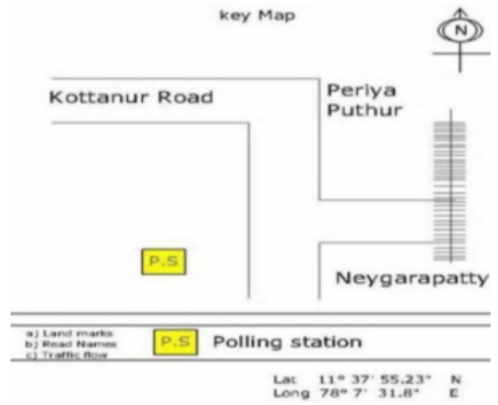 key Map
N
Kottanur Road
Periya
Puthur
P.S
Neygarapatty
a) Land marks
b) Road Names
c) Traffic flow
P.S Polling station
Lat 11° 37' 55.23" N
Long 78° 7' 31.8" E